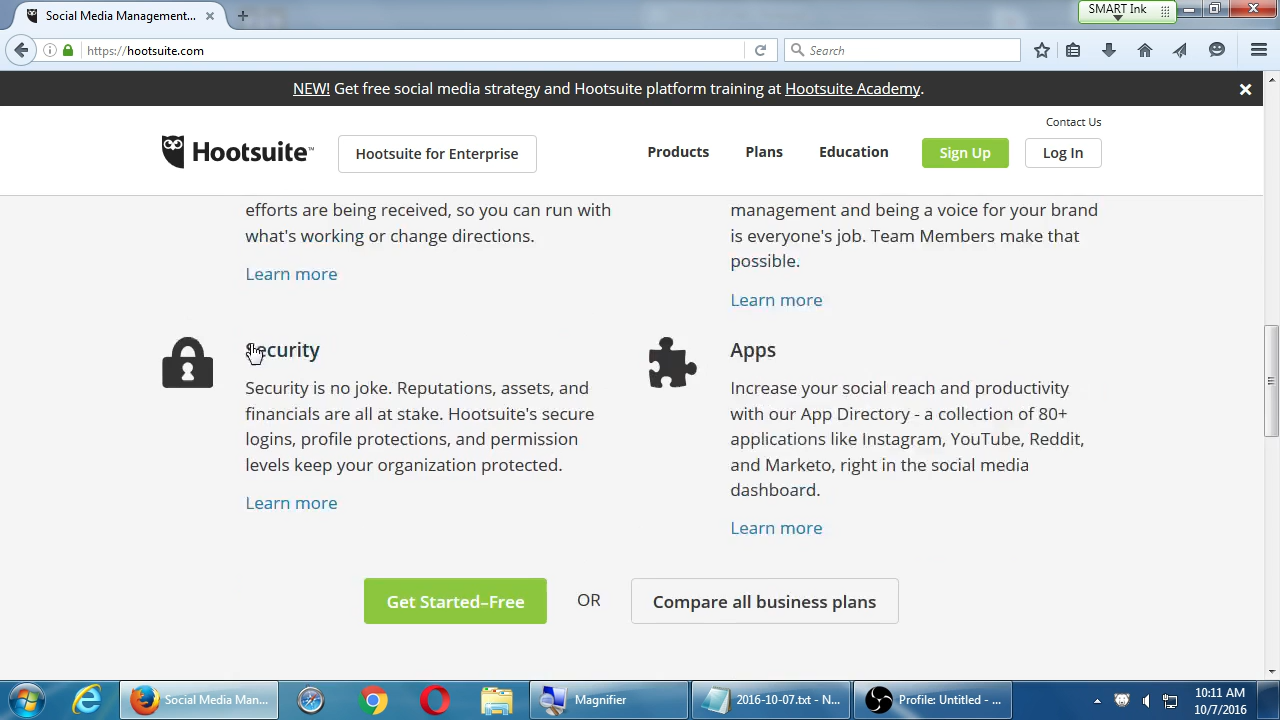 Social Media Management...
SMART Ink
https://hootsuite.com
Search
NEW! Get free social media strategy and Hootsuite platform training at Hootsuite Academy.
Contact Us
Hootsuite™
Hootsuite for Enterprise
Products
Plans
Education
Sign Up
Log In
efforts are being received, so you can run with
what's working or change directions.
Learn more
management and being a voice for your brand
is everyone's job. Team Members make that
possible.
Learn more
Security
Security is no joke. Reputations, assets, and
financials are all at stake. Hootsuite's secure
logins, profile protections, and permission
levels keep your organization protected.
Learn more
Apps
Increase your social reach and productivity
with our App Directory - a collection of 80+
applications like Instagram, YouTube, Reddit,
and Marketo, right in the social media
dashboard.
Learn more
Get Started–Free
OR
Compare all business plans
Social Media Man...
Magnifier
2016-10-07.txt - N...
Profile: Untitled - ...
10:11 AM
10/7/2016